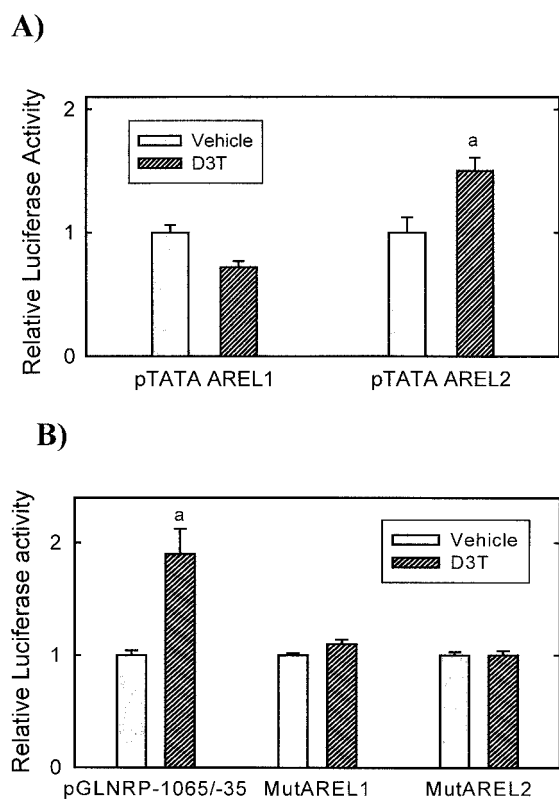 A)
Relative Luciferase Activity
2
1
0
Vehicle
D3T
a
pTATA AREL1
pTATA AREL2
B)
Relative Luciferase activity
2
1
0
a
Vehicle
D3T
pGLNRP-1065/-35
MutAREL1
MutAREL2